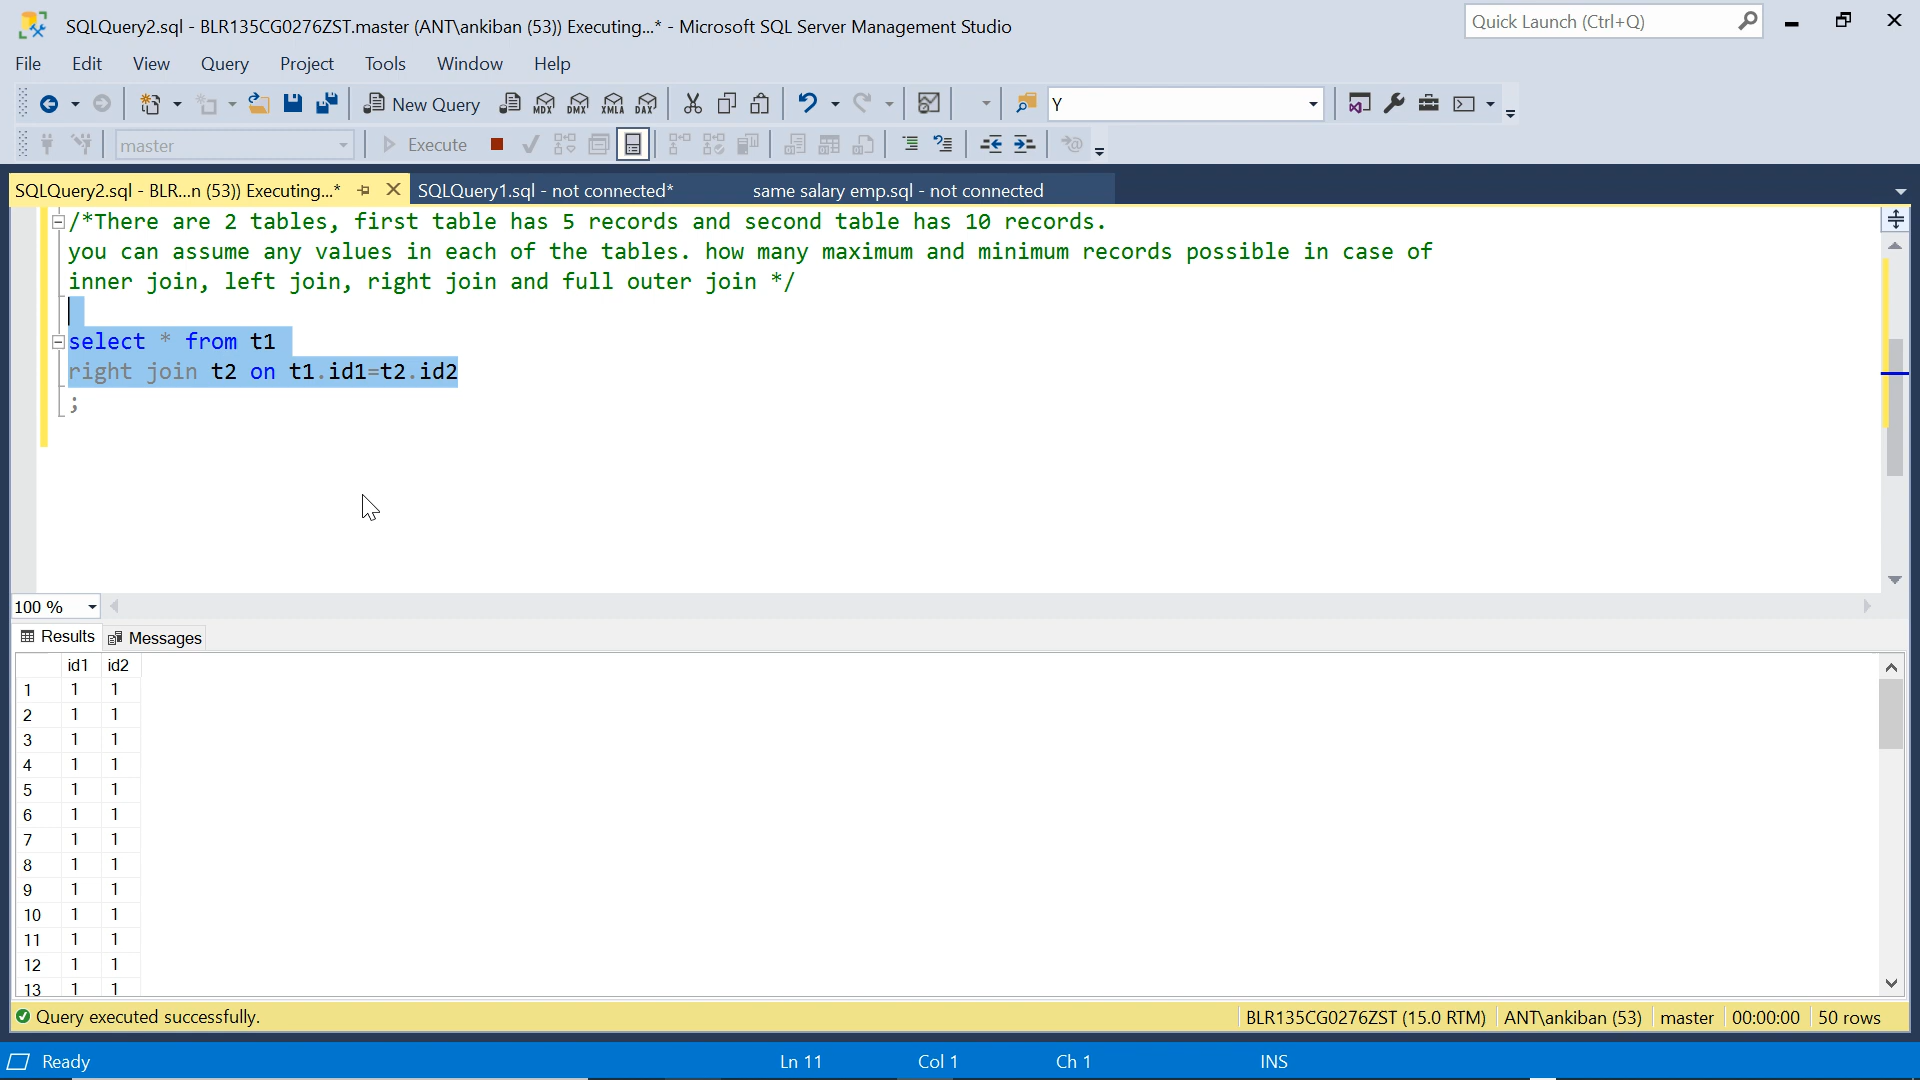 SQLQuery2.sql - BLR135CG0276ZST.master (ANT\ankiban (53)) Executing...* - Microsoft SQL Server Management Studio
Quick Launch (Ctrl+Q)
File Edit View Query Project Tools Window Help
New Query MDX DMX XMLA DAX Y
master Execute
SQLQuery2.sql - BLR...n (53)) Executing...* SQLQuery1.sql - not connected* same salary emp.sql - not connected
/*There are 2 tables, first table has 5 records and second table has 10 records.
you can assume any values in each of the tables. how many maximum and minimum records possible in case of
inner join, left join, right join and full outer join */
select * from t1
right join t2 on t1.id1=t2.id2
;
100 %
Results Messages
id1 id2
1 1 1
2 1 1
3 1 1
4 1 1
5 1 1
6 1 1
7 1 1
8 1 1
9 1 1
10 1 1
11 1 1
12 1 1
13 1 1
Query executed successfully. BLR135CG0276ZST (15.0 RTM) ANT\ankiban (53) master 00:00:00 50 rows
Ready Ln 11 Col 1 Ch 1 INS